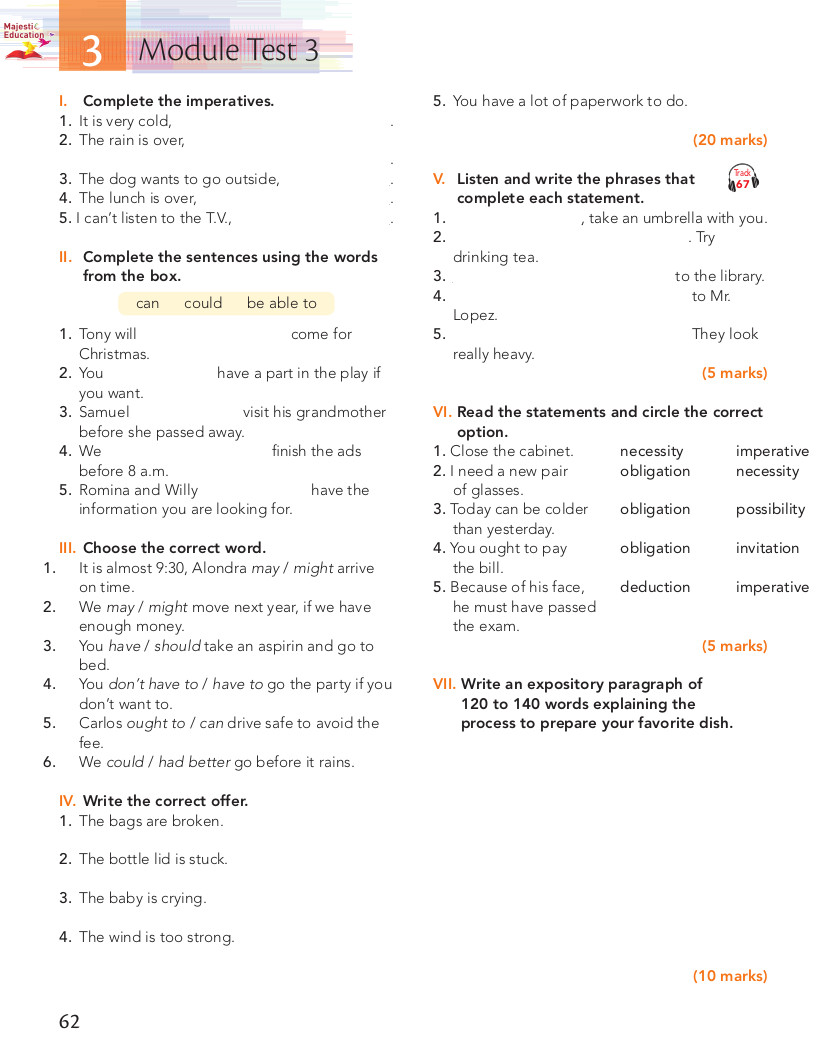 Majestic
Education
3 Module Test 3
I. Complete the imperatives.
1. It is very cold, .
2. The rain is over,
.
3. The dog wants to go outside, .
4. The lunch is over, .
5. I can't listen to the T.V., .
II. Complete the sentences using the words
from the box.
can could be able to
1. Tony will come for
Christmas.
2. You have a part in the play if
you want.
3. Samuel visit his grandmother
before she passed away.
4. We finish the ads
before 8 a.m.
5. Romina and Willy have the
information you are looking for.
III. Choose the correct word.
1. It is almost 9:30, Alondra may / might arrive
on time.
2. We may / might move next year, if we have
enough money.
3. You have / should take an aspirin and go to
bed.
4. You don't have to / have to go the party if you
don't want to.
5. Carlos ought to / can drive safe to avoid the
fee.
6. We could / had better go before it rains.
IV. Write the correct offer.
1. The bags are broken.
2. The bottle lid is stuck.
3. The baby is crying.
4. The wind is too strong.
5. You have a lot of paperwork to do.
(20 marks)
V. Listen and write the phrases that
complete each statement.
Track
67
1. , take an umbrella with you.
2. . Try
drinking tea.
3. to the library.
4. to Mr.
Lopez.
5. They look
really heavy.
(5 marks)
VI. Read the statements and circle the correct
option.
1. Close the cabinet. necessity imperative
2. I need a new pair obligation necessity
of glasses.
3. Today can be colder obligation possibility
than yesterday.
4. You ought to pay obligation invitation
the bill.
5. Because of his face, deduction imperative
he must have passed
the exam.
(5 marks)
VII. Write an expository paragraph of
120 to 140 words explaining the
process to prepare your favorite dish.
(10 marks)
62